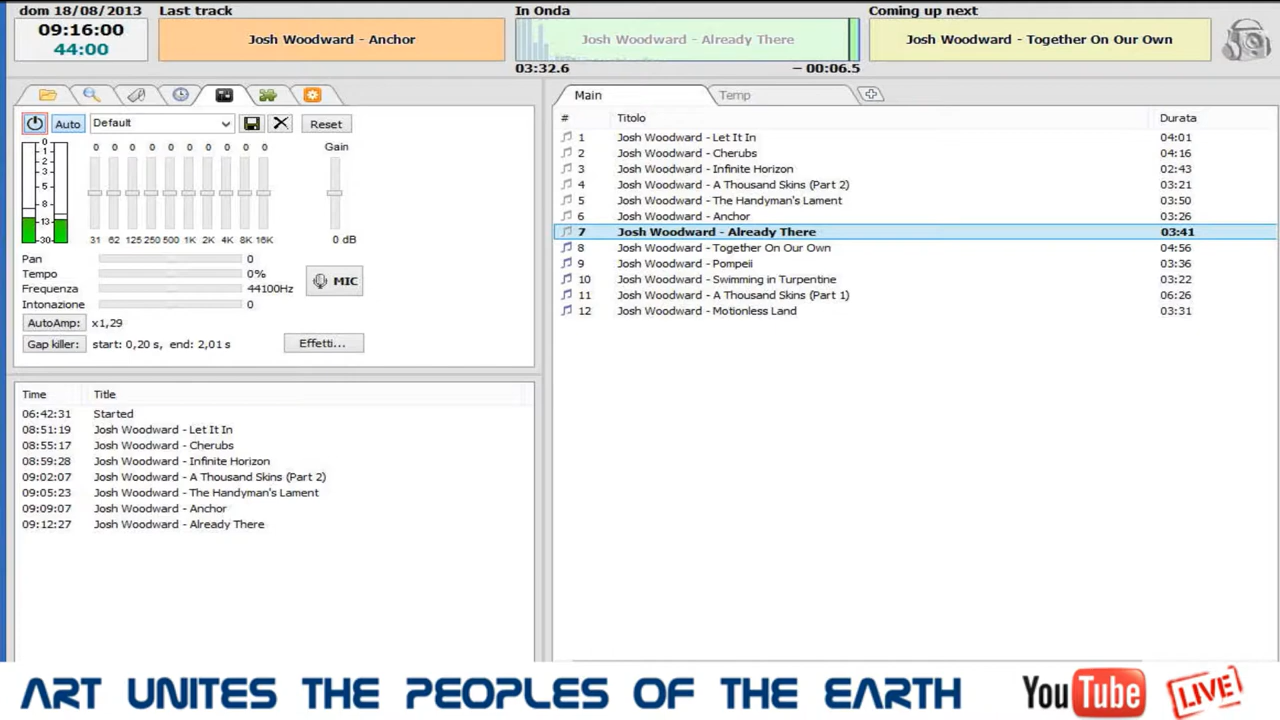 dom 18/08/2013
09:16:00
44:00
Last track
Josh Woodward - Anchor
In Onda
Josh Woodward - Already There
03:32.6
− 00:06.5
Coming up next
Josh Woodward - Together On Our Own
Auto
Default
Reset
0
1
2
3
5
8
13
30
0 0 0 0 0 0 0 0 0 0
31 62 125 250 500 1K 2K 4K 8K 16K
Gain
0 dB
Pan 0
Tempo 0%
Frequenza 44100Hz
Intonazione 0
MIC
AutoAmp: x1,29
Gap killer: start: 0,20 s, end: 2,01 s
Effetti...
Time Title
06:42:31 Started
08:51:19 Josh Woodward - Let It In
08:55:17 Josh Woodward - Cherubs
08:59:28 Josh Woodward - Infinite Horizon
09:02:07 Josh Woodward - A Thousand Skins (Part 2)
09:05:23 Josh Woodward - The Handyman's Lament
09:09:07 Josh Woodward - Anchor
09:12:27 Josh Woodward - Already There
Main Temp
# Titolo Durata
1 Josh Woodward - Let It In 04:01
2 Josh Woodward - Cherubs 04:16
3 Josh Woodward - Infinite Horizon 02:43
4 Josh Woodward - A Thousand Skins (Part 2) 03:21
5 Josh Woodward - The Handyman's Lament 03:50
6 Josh Woodward - Anchor 03:26
7 Josh Woodward - Already There 03:41
8 Josh Woodward - Together On Our Own 04:56
9 Josh Woodward - Pompeii 03:36
10 Josh Woodward - Swimming in Turpentine 03:22
11 Josh Woodward - A Thousand Skins (Part 1) 06:26
12 Josh Woodward - Motionless Land 03:31
ART UNITES THE PEOPLES OF THE EARTH
YouTube
LIVE